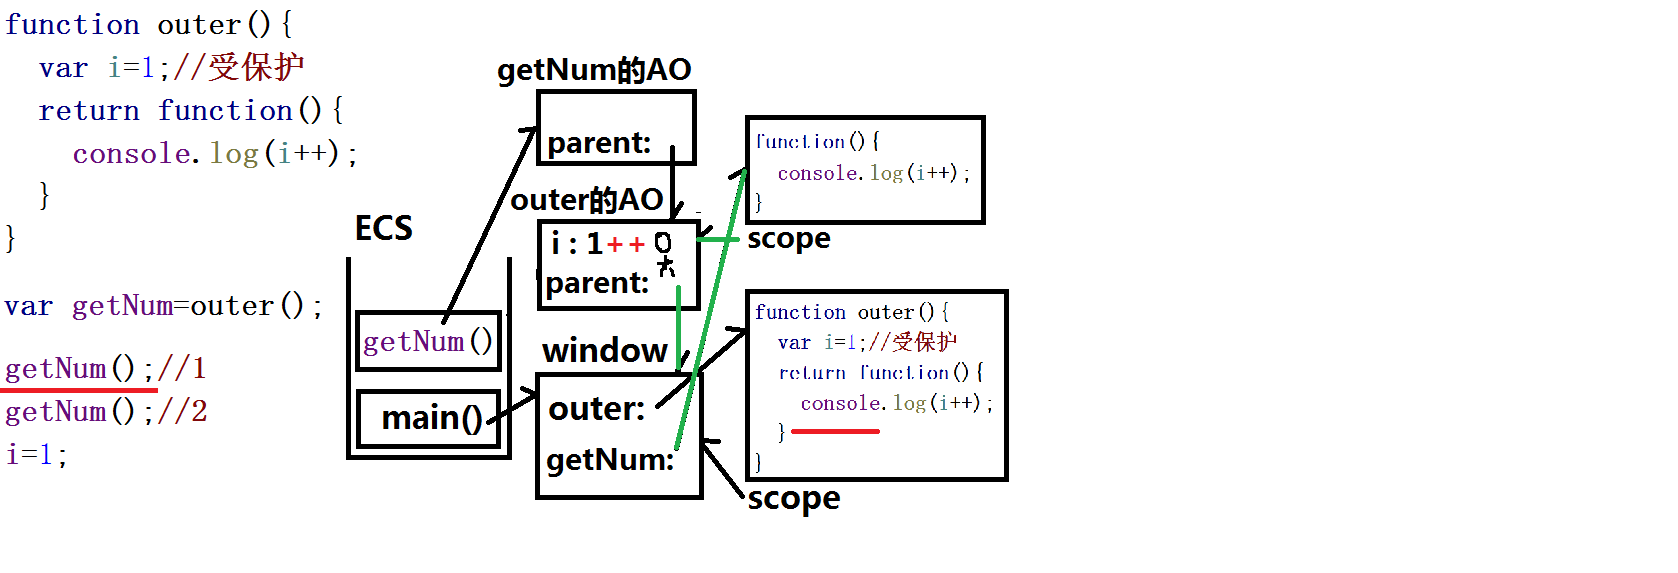 function outer(){
var i=1;//受保护
return function(){
console.log(i++);
}
}
var getNum=outer();
getNum();//1
getNum();//2
i=1;
ECS
getNum()
main()
getNum的AO
parent:
outer的AO
i : 1++
parent:
window
outer:
getNum:
function(){
console.log(i++);
}
scope
function outer(){
var i=1;//受保护
return function(){
console.log(i++);
}
}
scope